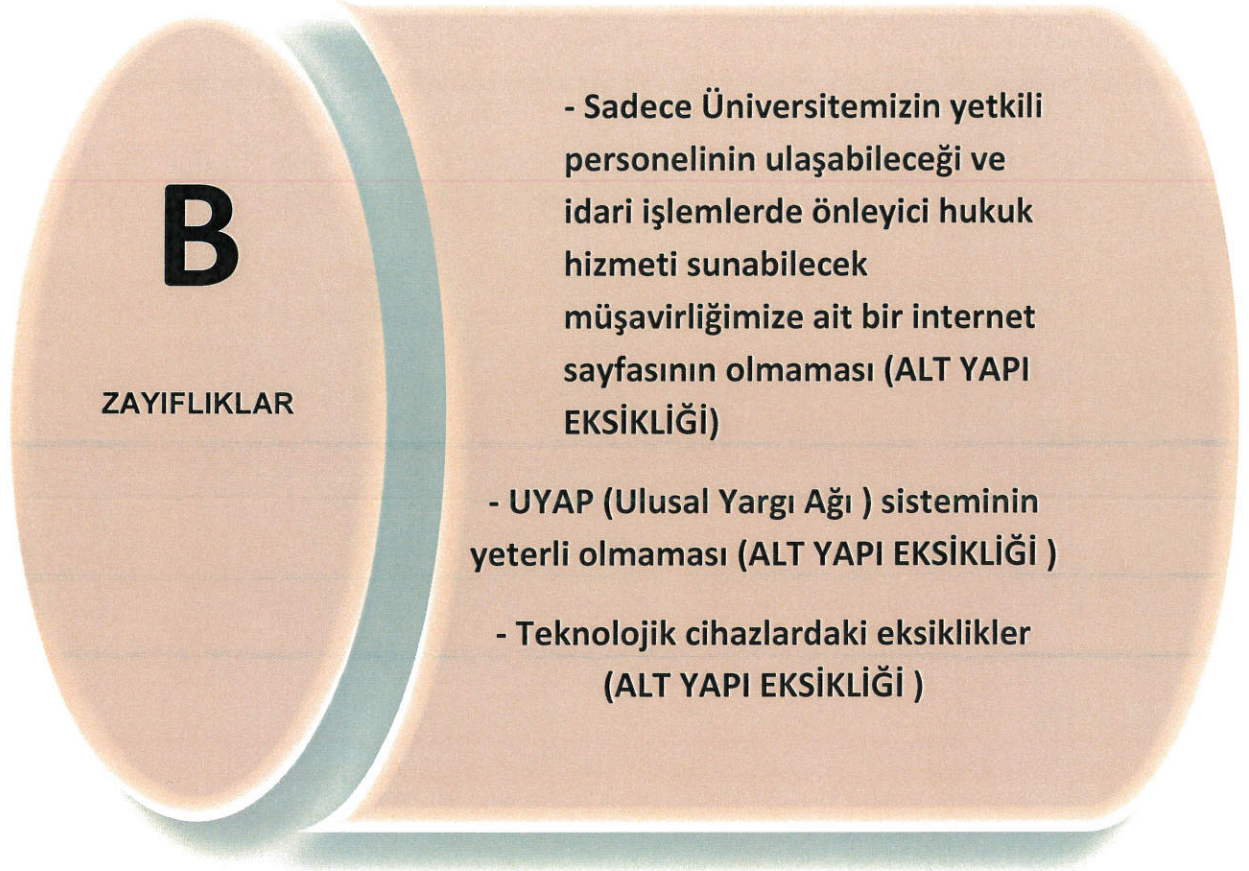 B
ZAYIFLIKLAR
- Sadece Üniversitemizin yetkili
personelinin ulaşabileceği ve
idari işlemlerde önleyici hukuk
hizmeti sunabilecek
müşavirliğimize ait bir internet
sayfasının olmaması (ALT YAPI
EKSİKLİĞİ)
- UYAP (Ulusal Yargı Ağı ) sisteminin
yeterli olmaması (ALT YAPI EKSİKLİĞİ )
- Teknolojik cihazlardaki eksiklikler
(ALT YAPI EKSİKLİĞİ )